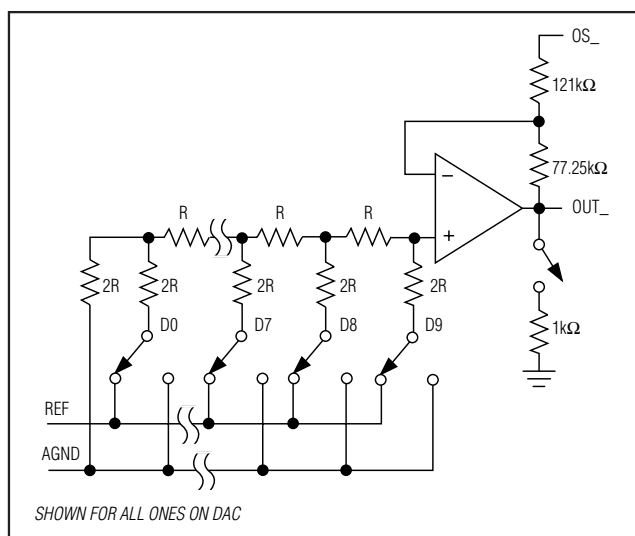 OS_
121kΩ
77.25kΩ
OUT_
1kΩ
R R R
2R 2R 2R 2R 2R
D0 D7 D8 D9
− +
REF
AGND
SHOWN FOR ALL ONES ON DAC